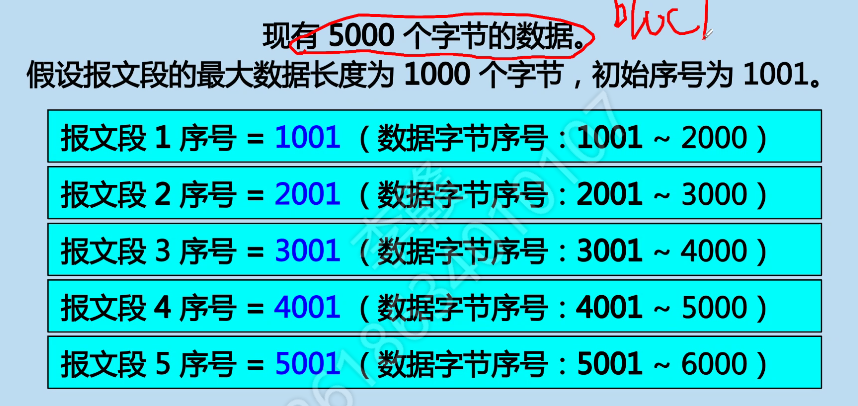 现有 5000 个字节的数据。
假设报文段的最大数据长度为 1000 个字节，初始序号为 1001。
报文段 1 序号 = 1001 （数据字节序号：1001 ~ 2000）
报文段 2 序号 = 2001 （数据字节序号：2001 ~ 3000）
报文段 3 序号 = 3001 （数据字节序号：3001 ~ 4000）
报文段 4 序号 = 4001 （数据字节序号：4001 ~ 5000）
报文段 5 序号 = 5001 （数据字节序号：5001 ~ 6000）